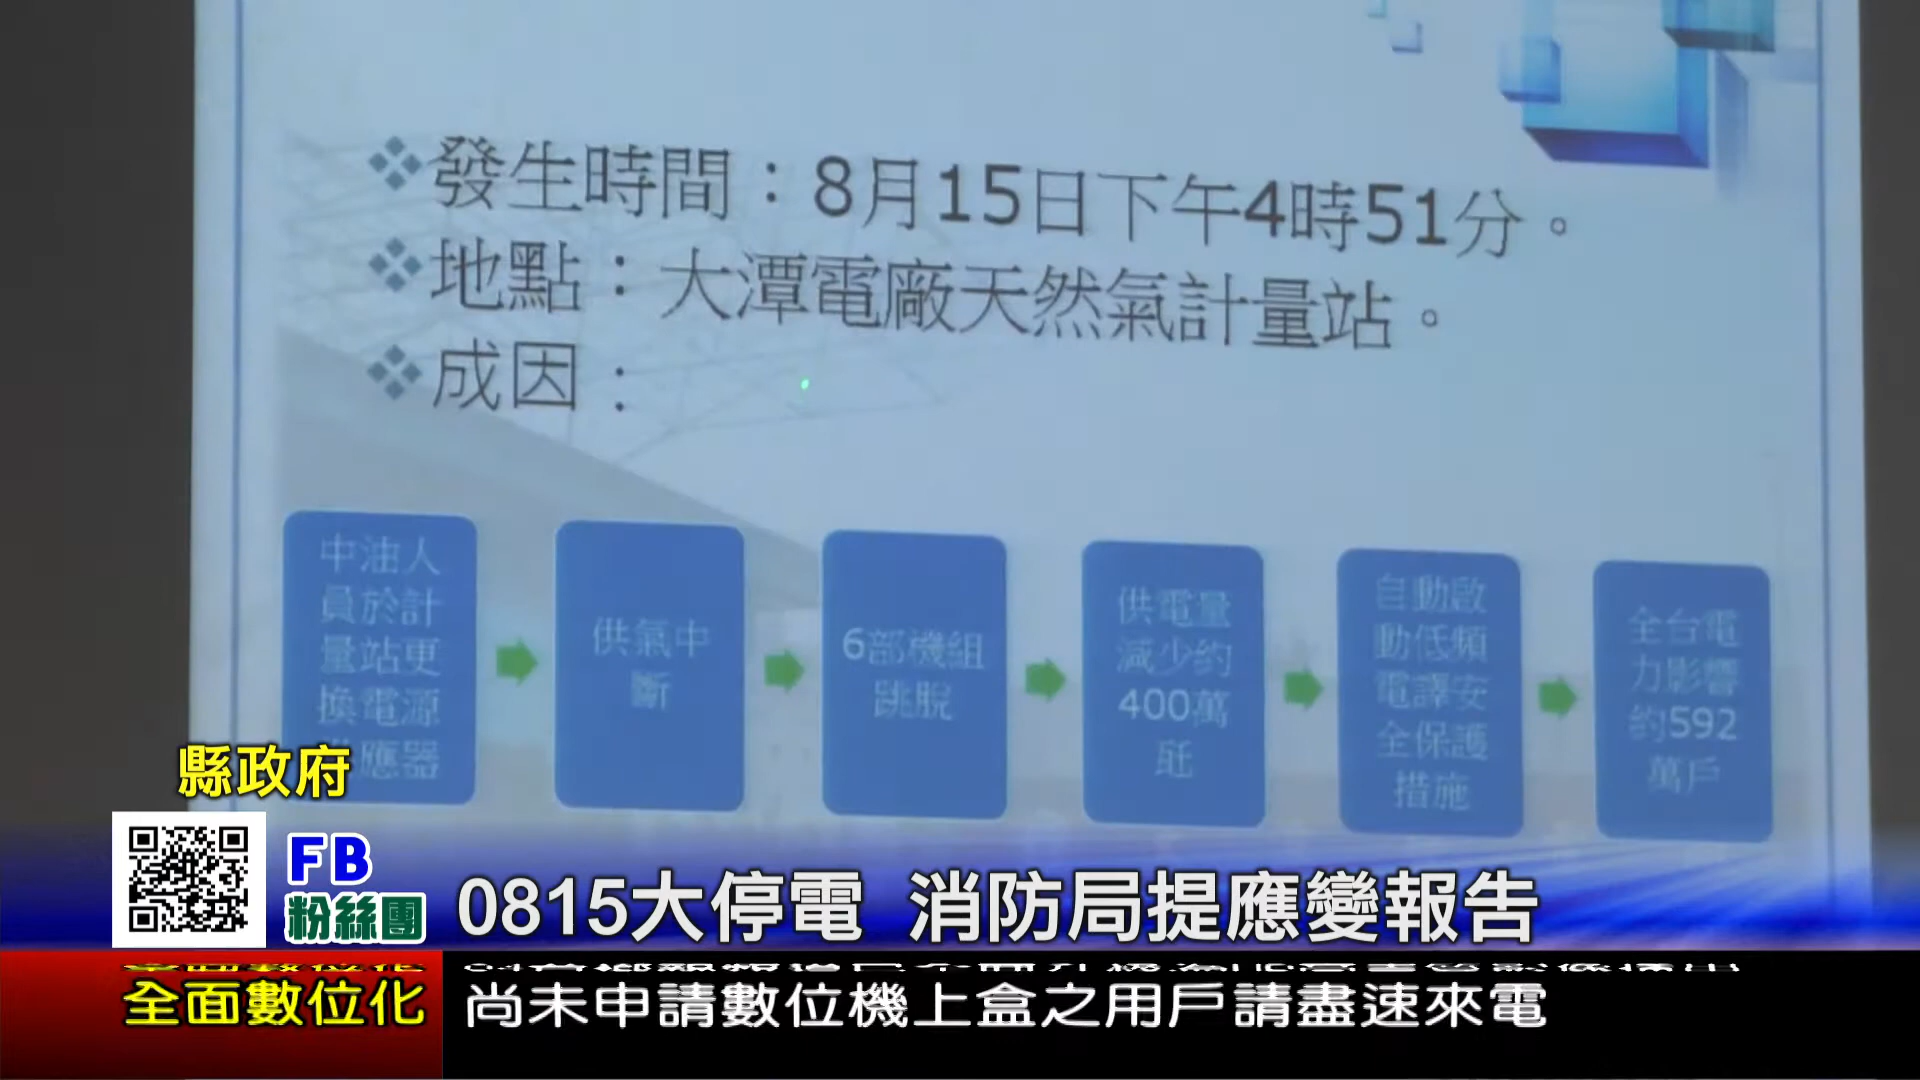 發生時間：8月15日下午4時51分。
地點：大潭電廠天然氣計量站。
成因：
中油人
員於計
量站更
換電源
應器
供氣中
斷
6部機組
跳脫
供電量
減少約
400萬
瓩
自動啟
動低頻
電譯安
全保護
措施
全台電
力影響
約592
萬戶
縣政府
FB
粉絲團
0815大停電 消防局提應變報告
全面數位化
尚未申請數位機上盒之用戶請盡速來電